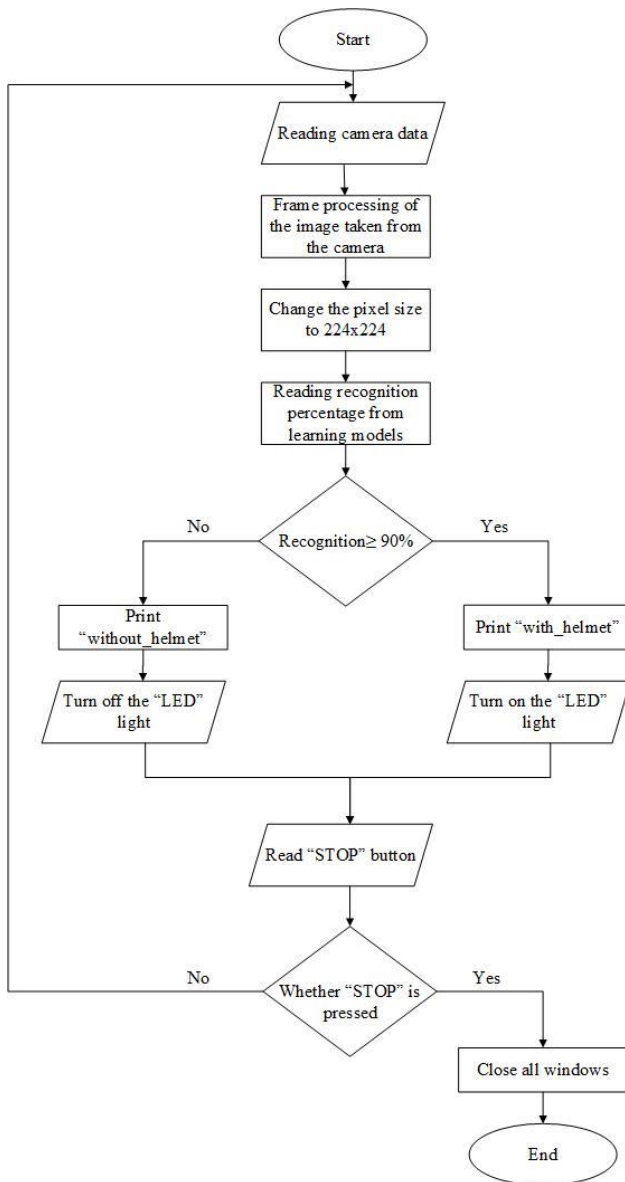 Start
Reading camera data
Frame processing of
the image taken from
the camera
Change the pixel size
to 224x224
Reading recognition
percentage from
learning models
No
Recognition≥ 90%
Yes
Print
“without_helmet”
Print “with_helmet”
Turn off the “LED”
light
Turn on the “LED”
light
Read “STOP” button
No
Whether “STOP” is
pressed
Yes
Close all windows
End